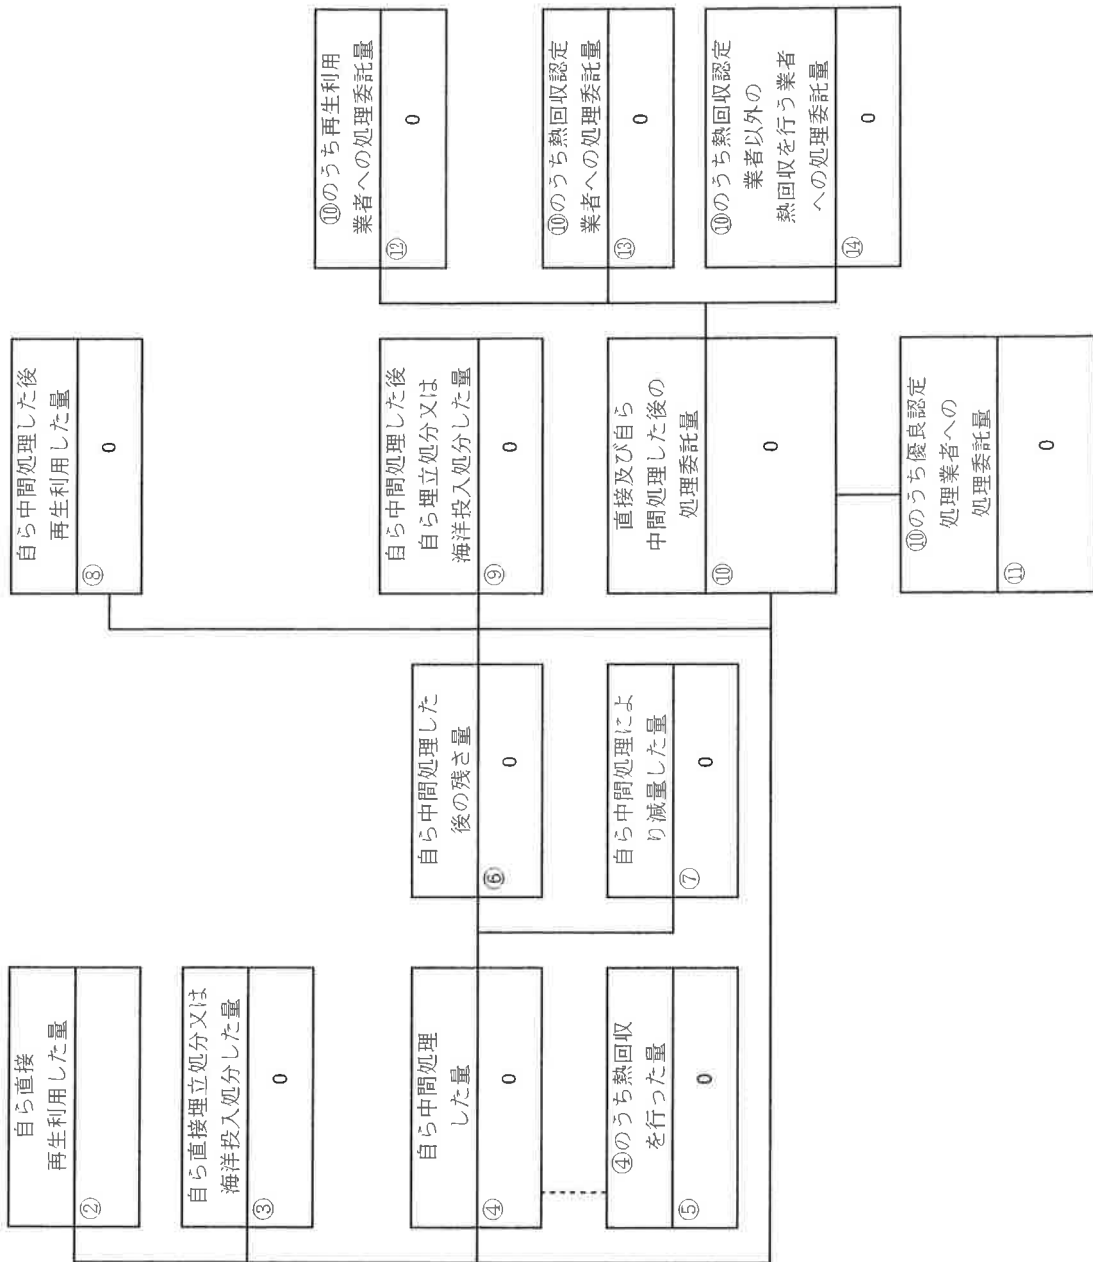 自ら直接
再生利用した量
②
自ら直接埋立処分又は
海洋投入処分した量
③
0
自ら中間処理
した量
④
0
④のうち熱回収
を行った量
⑤
0
自ら中間処理した
後の残さ量
⑥
0
自ら中間処理によ
り減量した量
⑦
0
自ら中間処理した後
再生利用した量
⑧
0
自ら中間処理した後
自ら埋立処分又は
海洋投入処分した量
⑨
0
直接及び自ら
中間処理した後の
処理委託量
⑩
0
⑩のうち優良認定
処理業者への
処理委託量
⑪
0
⑩のうち再生利用
業者への処理委託量
⑫
0
⑩のうち熱回収認定
業者への処理委託量
⑬
0
⑩のうち熱回収認定
業者以外の
熱回収を行う業者
への処理委託量
⑭
0